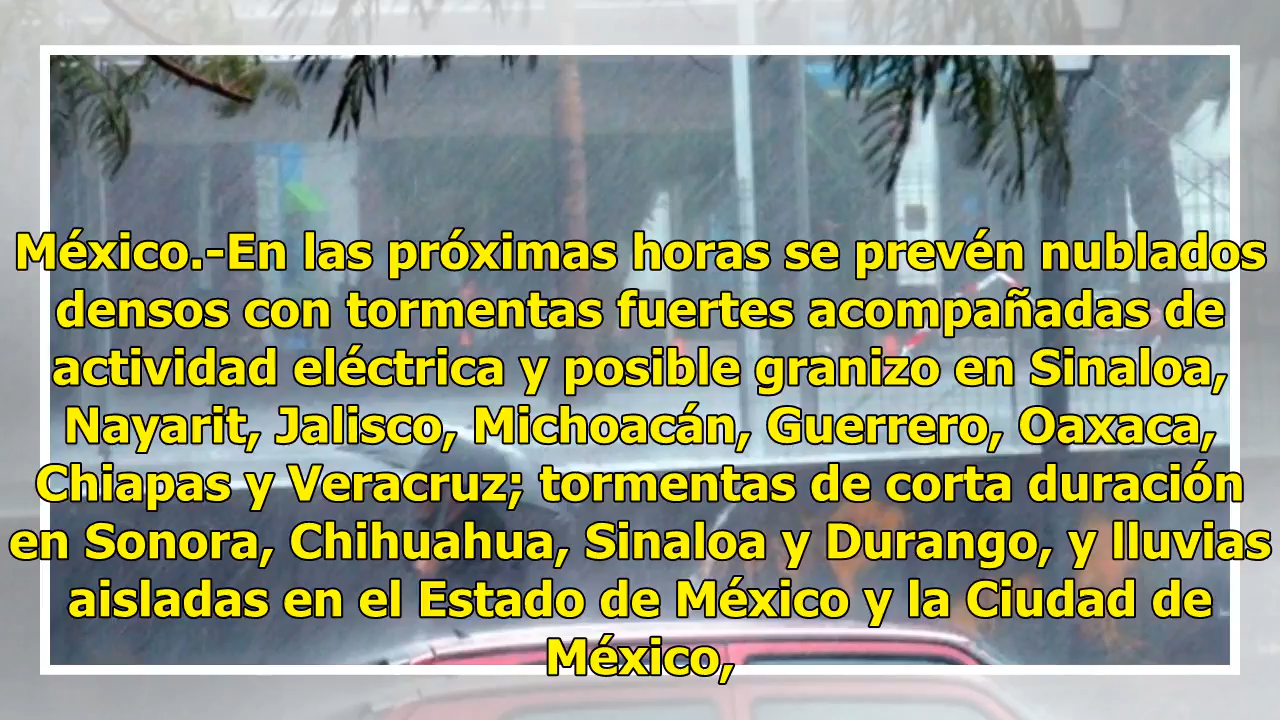 México.-En las próximas horas se prevén nublados
densos con tormentas fuertes acompañadas de
actividad eléctrica y posible granizo en Sinaloa,
Nayarit, Jalisco, Michoacán, Guerrero, Oaxaca,
Chiapas y Veracruz; tormentas de corta duración
en Sonora, Chihuahua, Sinaloa y Durango, y lluvias
aisladas en el Estado de México y la Ciudad de
México,